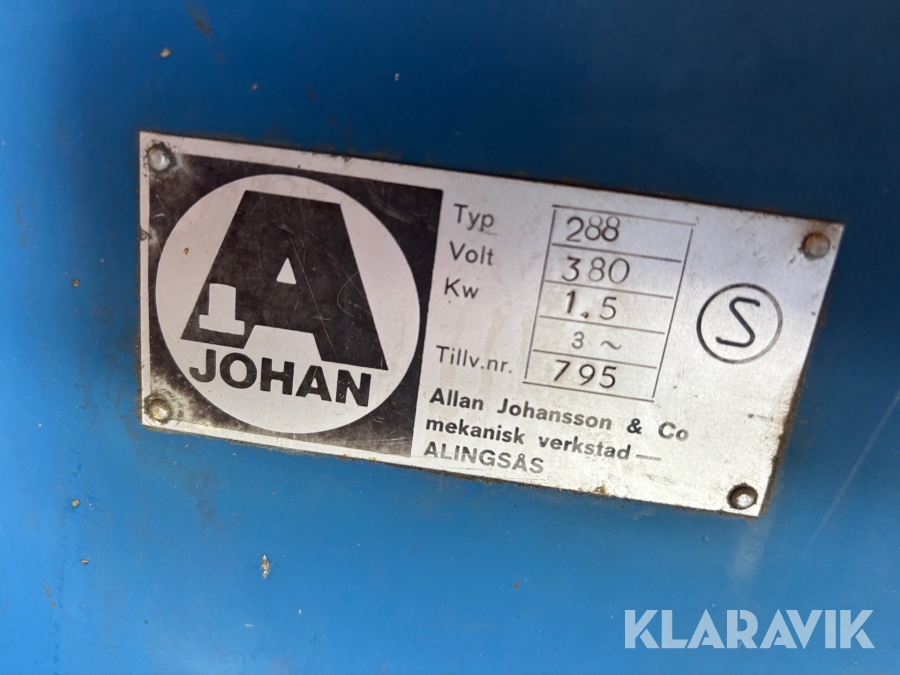 A
JOHAN
Typ 288
Volt 380
Kw 1.5
3 ~
Tillv.nr. 795
S
Allan Johansson & Co
mekanisk verkstad —
ALINGSÅS
KLARAVIK